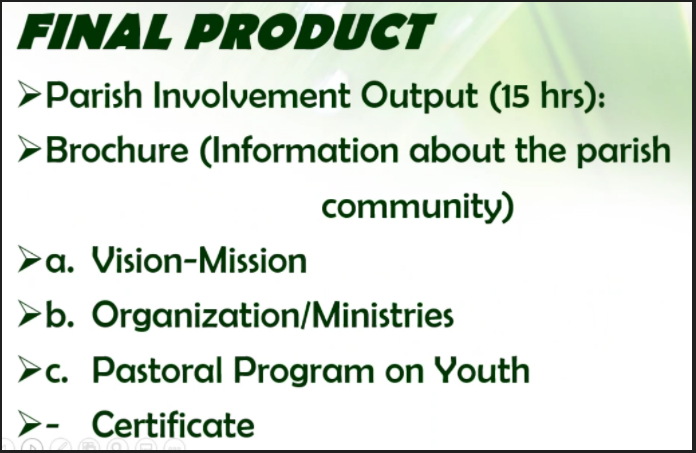 FINAL PRODUCT
➢Parish Involvement Output (15 hrs):
➢Brochure (Information about the parish
community)
➢a. Vision-Mission
➢b. Organization/Ministries
➢c. Pastoral Program on Youth
➢- Certificate